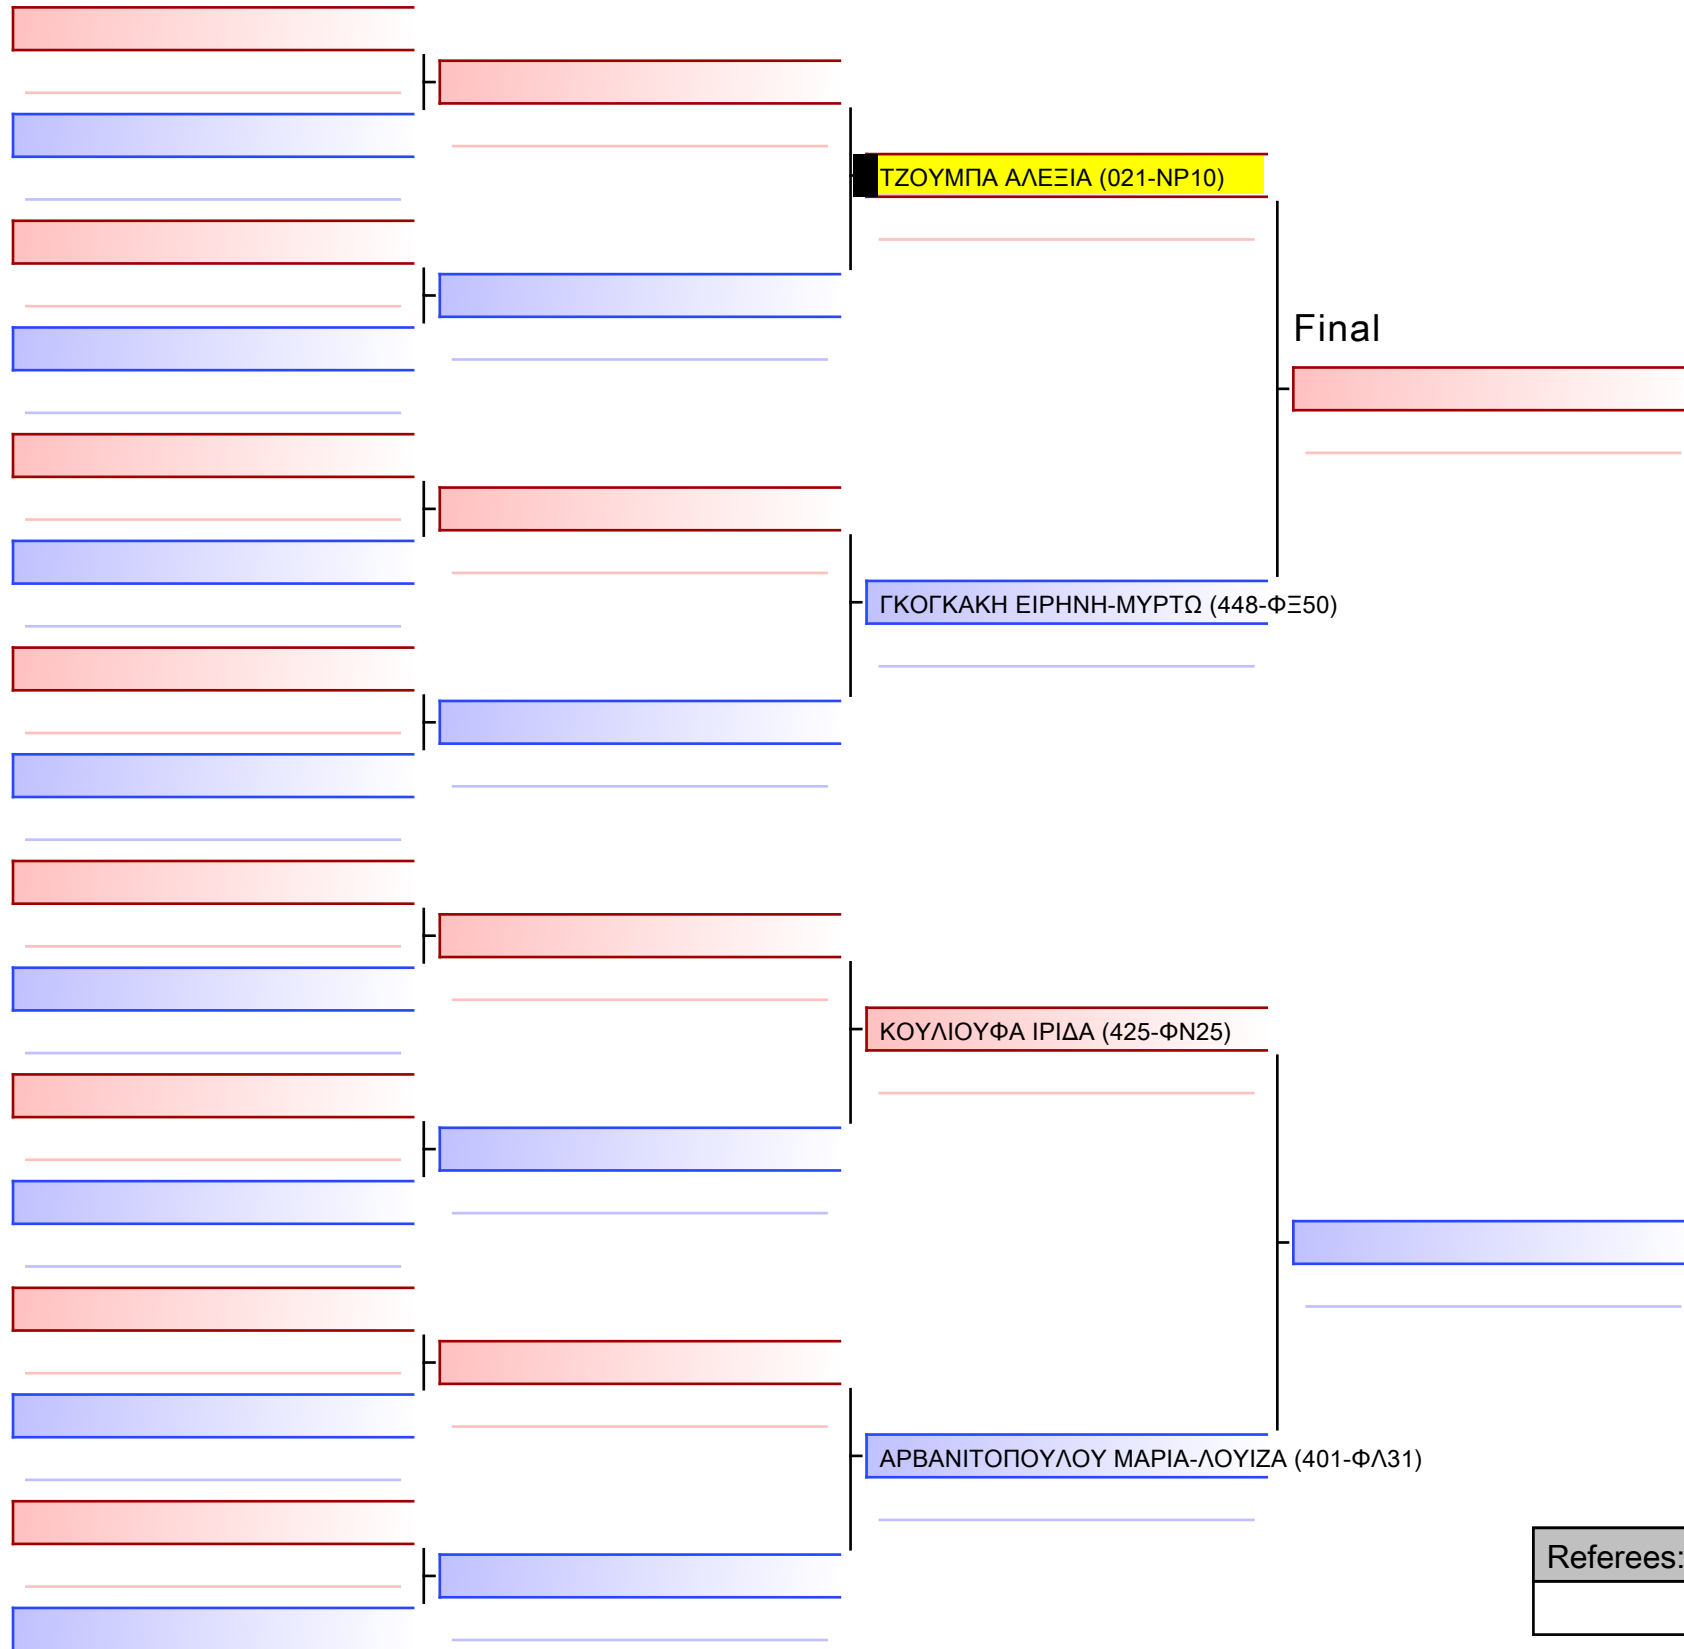 ΤΖΟΥΜΠΑ ΑΛΕΞΙΑ (021-ΝΡ10)
Final
ΓΚΟΓΚΑΚΗ ΕΙΡΗΝΗ-ΜΥΡΤΩ (448-ΦΞ50)
ΚΟΥΛΙΟΥΦΑ ΙΡΙΔΑ (425-ΦΝ25)
ΑΡΒΑΝΙΤΟΠΟΥΛΟΥ ΜΑΡΙΑ-ΛΟΥΙΖΑ (401-ΦΛ31)
Referees: